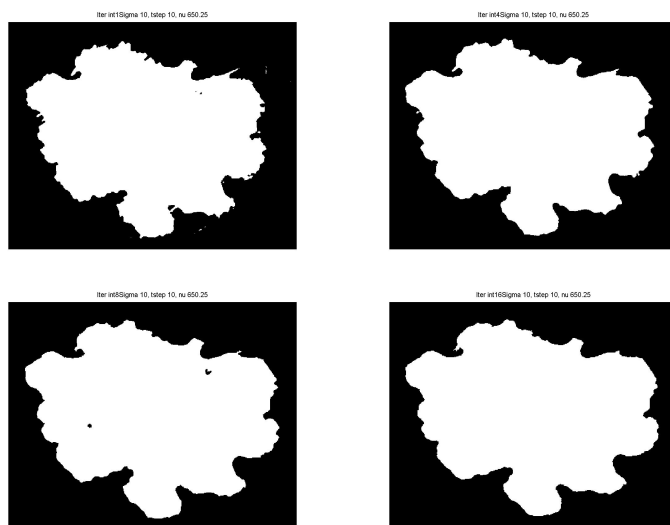 Iter int1Sigma 10, tstep 10, nu 650.25
Iter int4Sigma 10, tstep 10, nu 650.25
Iter int8Sigma 10, tstep 10, nu 650.25
Iter int16Sigma 10, tstep 10, nu 650.25